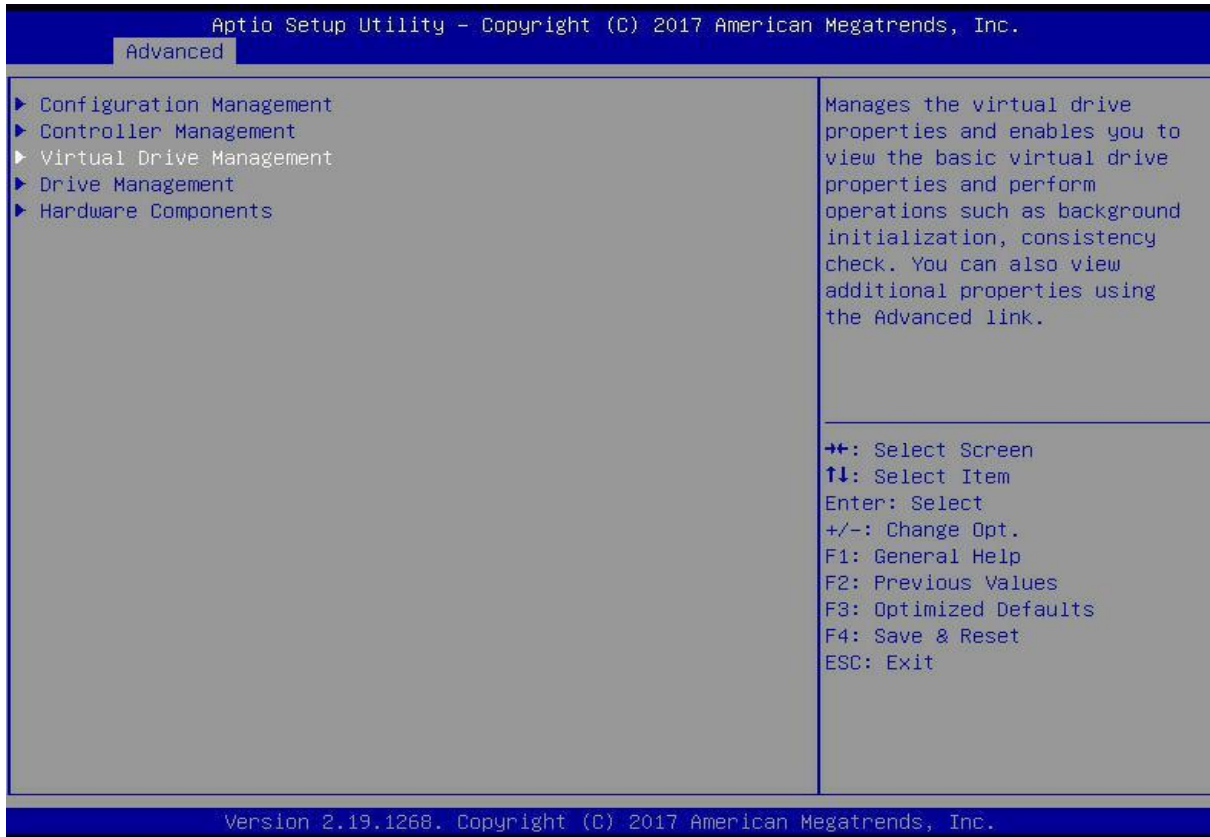 Aptio Setup Utility – Copyright (C) 2017 American Megatrends, Inc.
Advanced
▶ Configuration Management
▶ Controller Management
▶ Virtual Drive Management
▶ Drive Management
▶ Hardware Components
Manages the virtual drive
properties and enables you to
view the basic virtual drive
properties and perform
operations such as background
initialization, consistency
check. You can also view
additional properties using
the Advanced link.
→←: Select Screen
↑↓: Select Item
Enter: Select
+/-: Change Opt.
F1: General Help
F2: Previous Values
F3: Optimized Defaults
F4: Save & Reset
ESC: Exit
Version 2.19.1268. Copyright (C) 2017 American Megatrends, Inc.